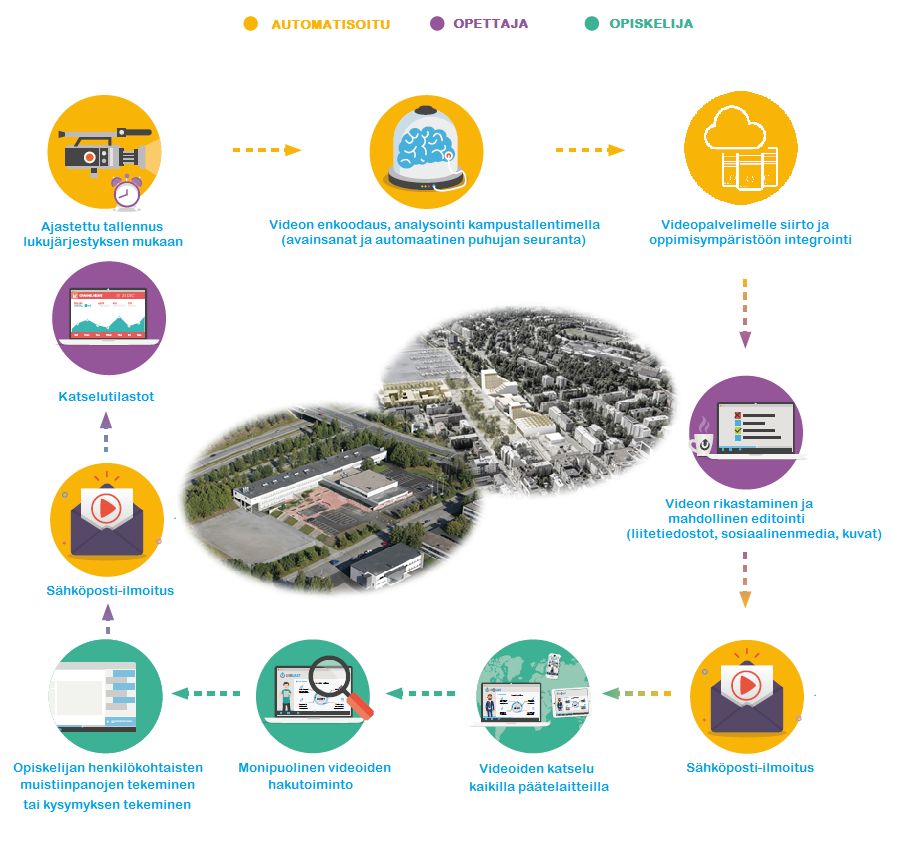 AUTOMATISOITU
OPETTAJA
OPISKELIJA
Ajastettu tallennus
lukujärjestyksen mukaan
Videon enkoodaus, analysointi kampustallentimella
(avainsanat ja automaatinen puhujan seuranta)
Videopalvelimelle siirto ja
oppimisympäristöön integrointi
Katselutilastot
Videon rikastaminen ja
mahdollinen editointi
(liitetiedostot, sosiaalinenmedia, kuvat)
Sähköposti-ilmoitus
Opiskelijan henkilökohtaisten
muistiinpanojen tekeminen
tai kysymyksen tekeminen
Monipuolinen videoiden
hakutoiminto
Videoiden katselu
kaikilla päätelaitteilla
Sähköposti-ilmoitus